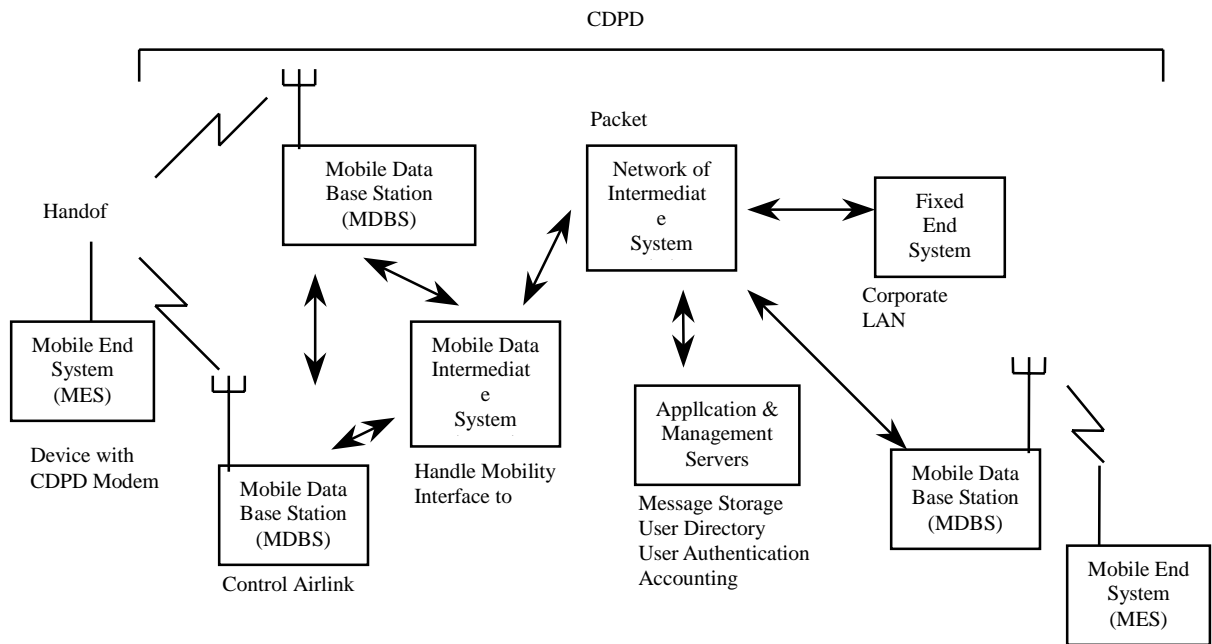 CDPD
Packet
Mobile Data
Base Station
(MDBS)
Network of
Intermediat
e
System
Fixed
End
System
Handof
Corporate
LAN
Mobile End
System
(MES)
Mobile Data
Intermediat
e
System
Appllcation &
Management
Servers
Device with
CDPD Modem
Mobile Data
Base Station
(MDBS)
Handle Mobility
Interface to
Message Storage
User Directory
User Authentication
Accounting
Mobile Data
Base Station
(MDBS)
Control Airlink
Mobile End
System
(MES)